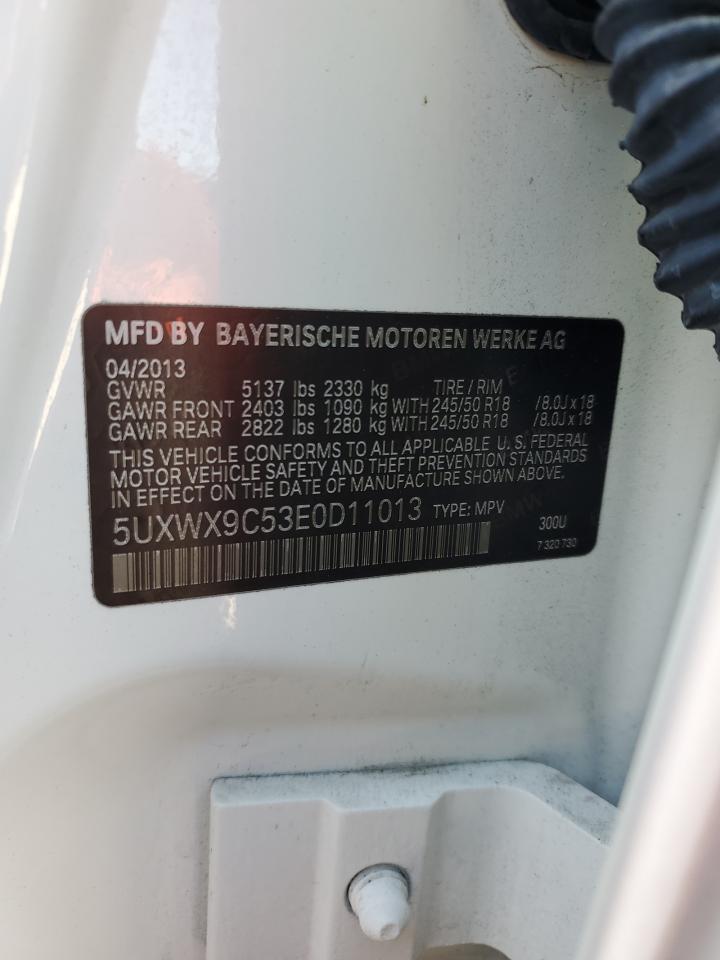 MFD BY BAYERISCHE MOTOREN WERKE AG
04/2013
GVWR 5137 lbs 2330 kg TIRE / RIM
GAWR FRONT 2403 lbs 1090 kg WITH 245/50 R18 /8.0J x 18
GAWR REAR 2822 lbs 1280 kg WITH 245/50 R18 /8.0J x 18
THIS VEHICLE CONFORMS TO ALL APPLICABLE U.S. FEDERAL
MOTOR VEHICLE SAFETY AND THEFT PREVENTION STANDARDS
IN EFFECT ON THE DATE OF MANUFACTURE SHOWN ABOVE.
5UXWX9C53E0D11013 TYPE: MPV 300U
7 320 730